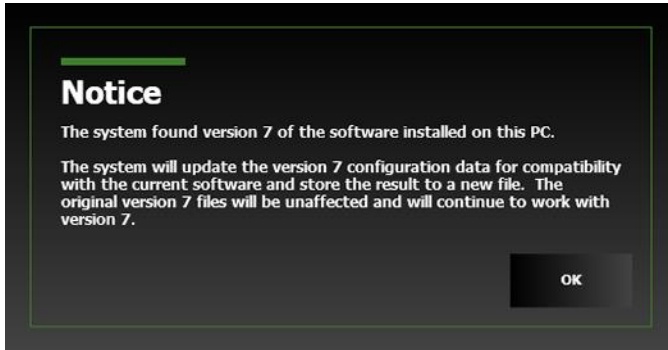 Notice
The system found version 7 of the software installed on this PC.
The system will update the version 7 configuration data for compatibility
with the current software and store the result to a new file.  The
original version 7 files will be unaffected and will continue to work with
version 7.
OK